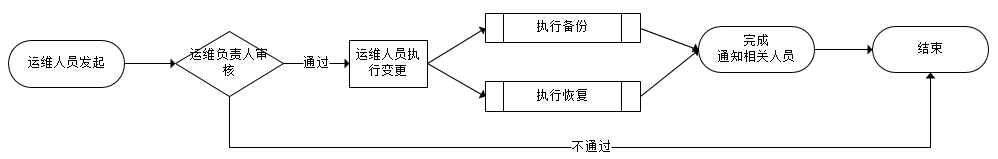 运维人员发起
运维负责人审
核
通过
运维人员执
行变更
执行备份
执行恢复
完成
通知相关人员
结束
不通过